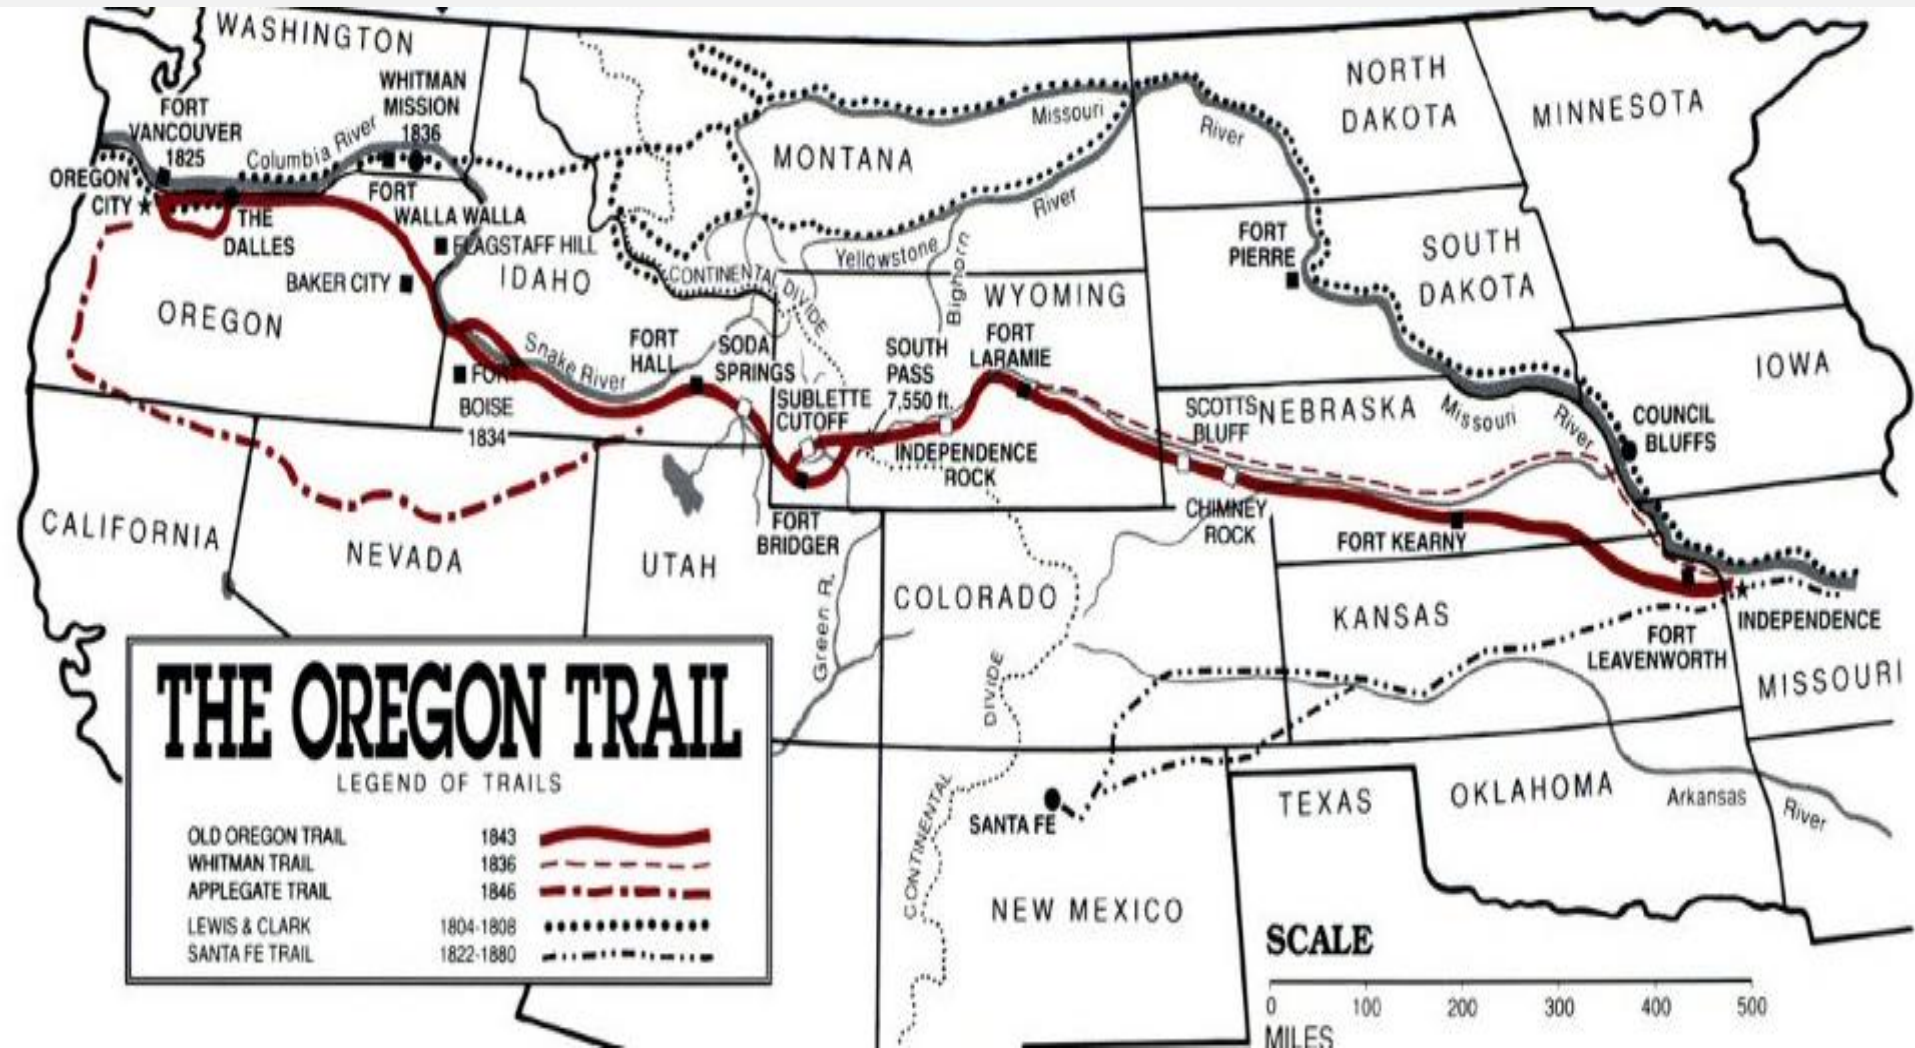 WASHINGTON
WHITMAN
MISSION
1836
FORT
VANCOUVER
1825
Columbia River
OREGON
CITY
THE
DALLES
FORT
WALLA WALLA
FLAGSTAFF HILL
BAKER CITY
IDAHO
OREGON
MONTANA
Missouri
River
NORTH
DAKOTA
MINNESOTA
Yellowstone
River
Bighorn
CONTINENTAL DIVIDE
WYOMING
FORT
PIERRE
SOUTH
DAKOTA
IOWA
Snake River
FORT
HALL
SODA
SPRINGS
SOUTH
PASS
7,550 ft.
FORT
LARAMIE
SUBLETTE
CUTOFF
INDEPENDENCE
ROCK
FORT
BOISE
1834
SCOTTS
BLUFF
NEBRASKA
Missouri
River
COUNCIL
BLUFFS
CALIFORNIA
NEVADA
UTAH
FORT
BRIDGER
Green R.
COLORADO
CHIMNEY
ROCK
FORT KEARNY
KANSAS
FORT
LEAVENWORTH
INDEPENDENCE
MISSOURI
CONTINENTAL
DIVIDE
SANTA FE
NEW MEXICO
TEXAS
OKLAHOMA
Arkansas
River
THE OREGON TRAIL
LEGEND OF TRAILS
OLD OREGON TRAIL 1843
WHITMAN TRAIL 1836
APPLEGATE TRAIL 1846
LEWIS & CLARK 1804-1808
SANTA FE TRAIL 1822-1880
SCALE
0 100 200 300 400 500
MILES